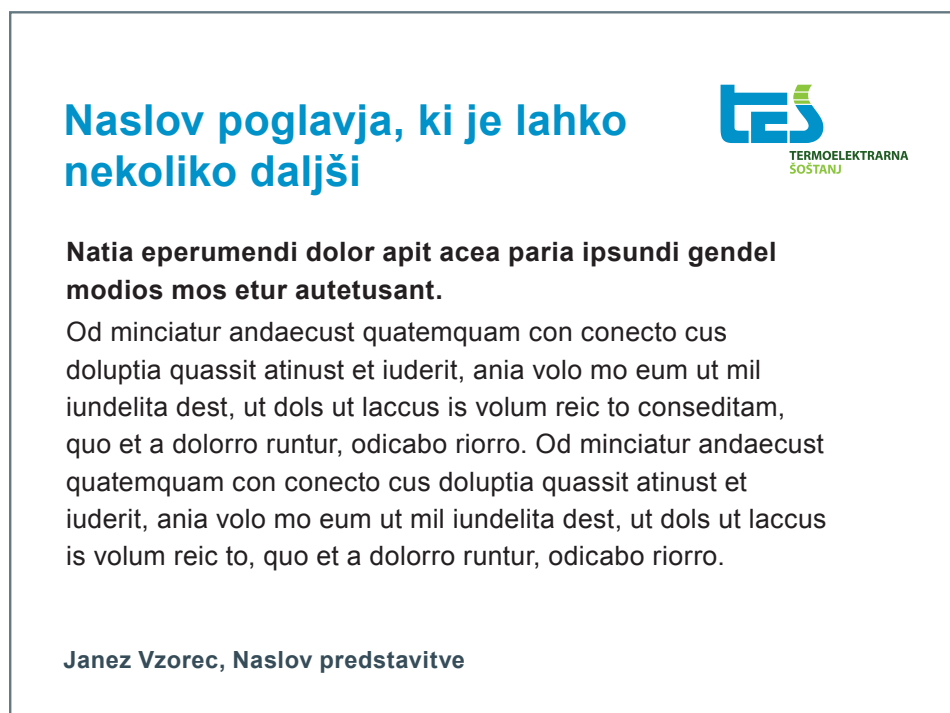 Naslov poglavja, ki je lahko
nekoliko daljši
TEŠ
TERMOELEKTRARNA
ŠOŠTANJ
Natia eperumendi dolor apit acea paria ipsundi gendel
modios mos etur autetusant.
Od minciatur andaecust quatemquam con conecto cus
doluptia quassit atinust et iuderit, ania volo mo eum ut mil
iundelita dest, ut dols ut laccus is volum reic to conseditam,
quo et a dolorro runtur, odicabo riorro. Od minciatur andaecust
quatemquam con conecto cus doluptia quassit atinust et
iuderit, ania volo mo eum ut mil iundelita dest, ut dols ut laccus
is volum reic to, quo et a dolorro runtur, odicabo riorro.
Janez Vzorec, Naslov predstavitve